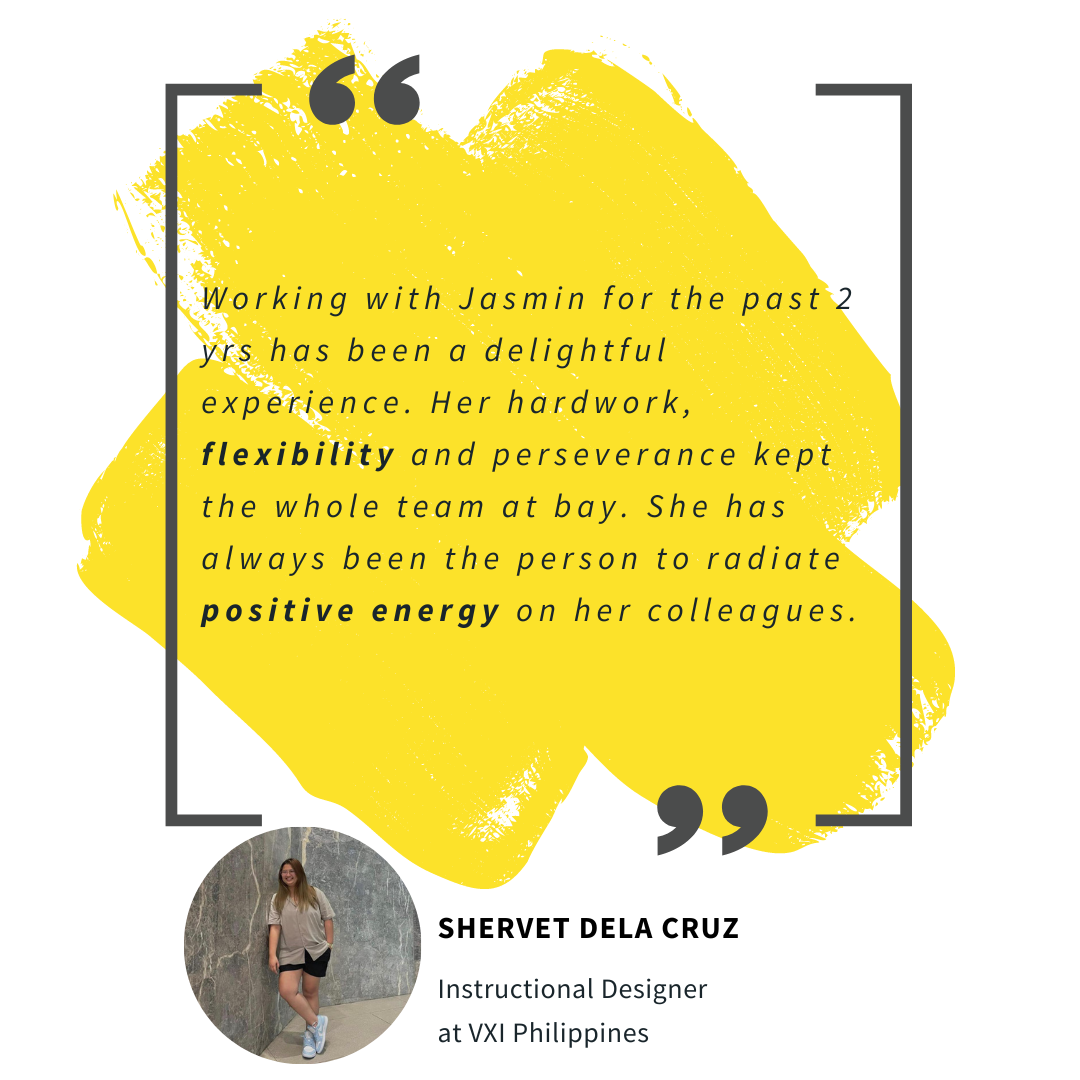 “
Working with Jasmin for the past 2
yrs has been a delightful
experience. Her hardwork,
flexibility and perseverance kept
the whole team at bay. She has
always been the person to radiate
positive energy on her colleagues.
”
SHERVET DELA CRUZ
Instructional Designer
at VXI Philippines